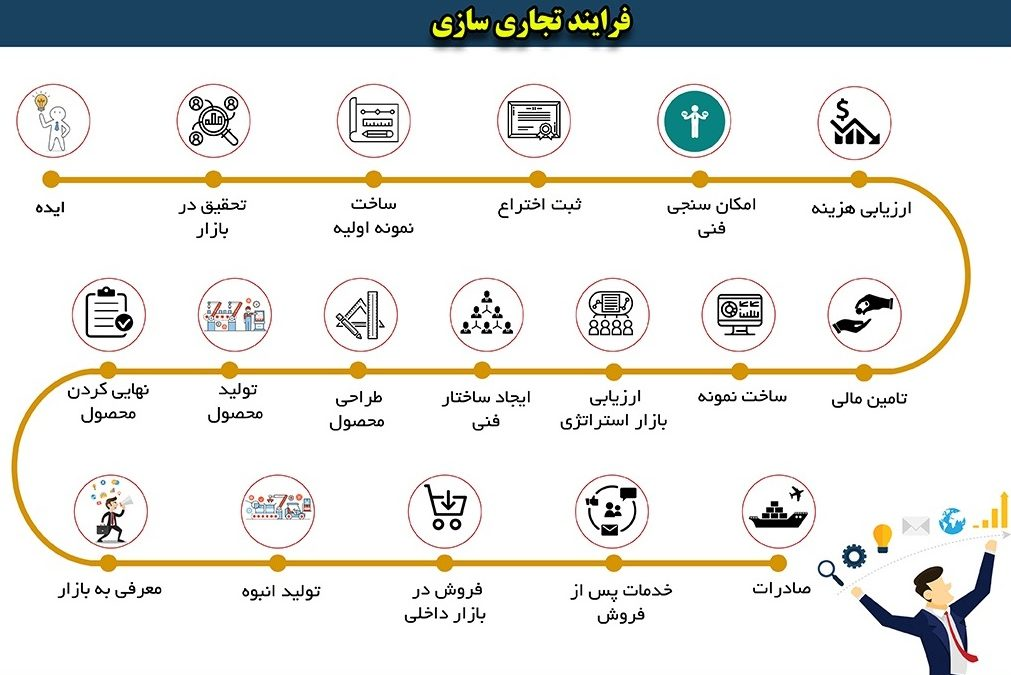 فرایند تجاری سازی
ایده
تحقیق در
بازار
ساخت
نمونه اولیه
ثبت اختراع
امکان سنجی
فنی
ارزیابی هزینه
تامین مالی
ساخت نمونه
ارزیابی
بازار استراتژی
ایجاد ساختار
فنی
طراحی
محصول
تولید
محصول
نهایی کردن
محصول
معرفی به بازار
تولید انبوه
فروش در
بازار داخلی
خدمات پس از
فروش
صادرات